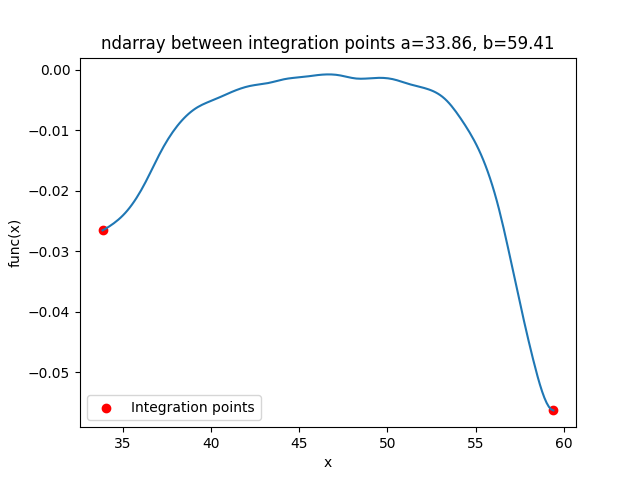 ndarray between integration points a=33.86, b=59.41
0.00
−0.01
−0.02
−0.03
−0.04
−0.05
func(x)
Integration points
35 40 45 50 55 60
x